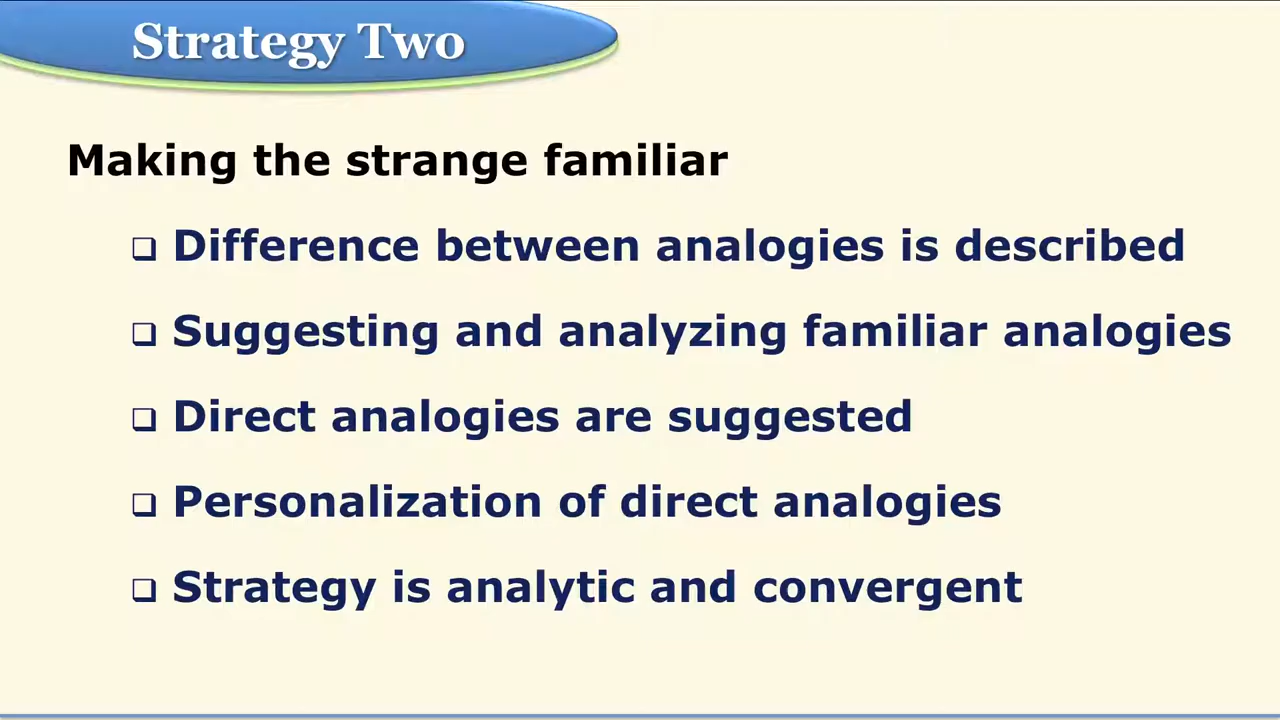 Strategy Two
Making the strange familiar
❑ Difference between analogies is described
❑ Suggesting and analyzing familiar analogies
❑ Direct analogies are suggested
❑ Personalization of direct analogies
❑ Strategy is analytic and convergent